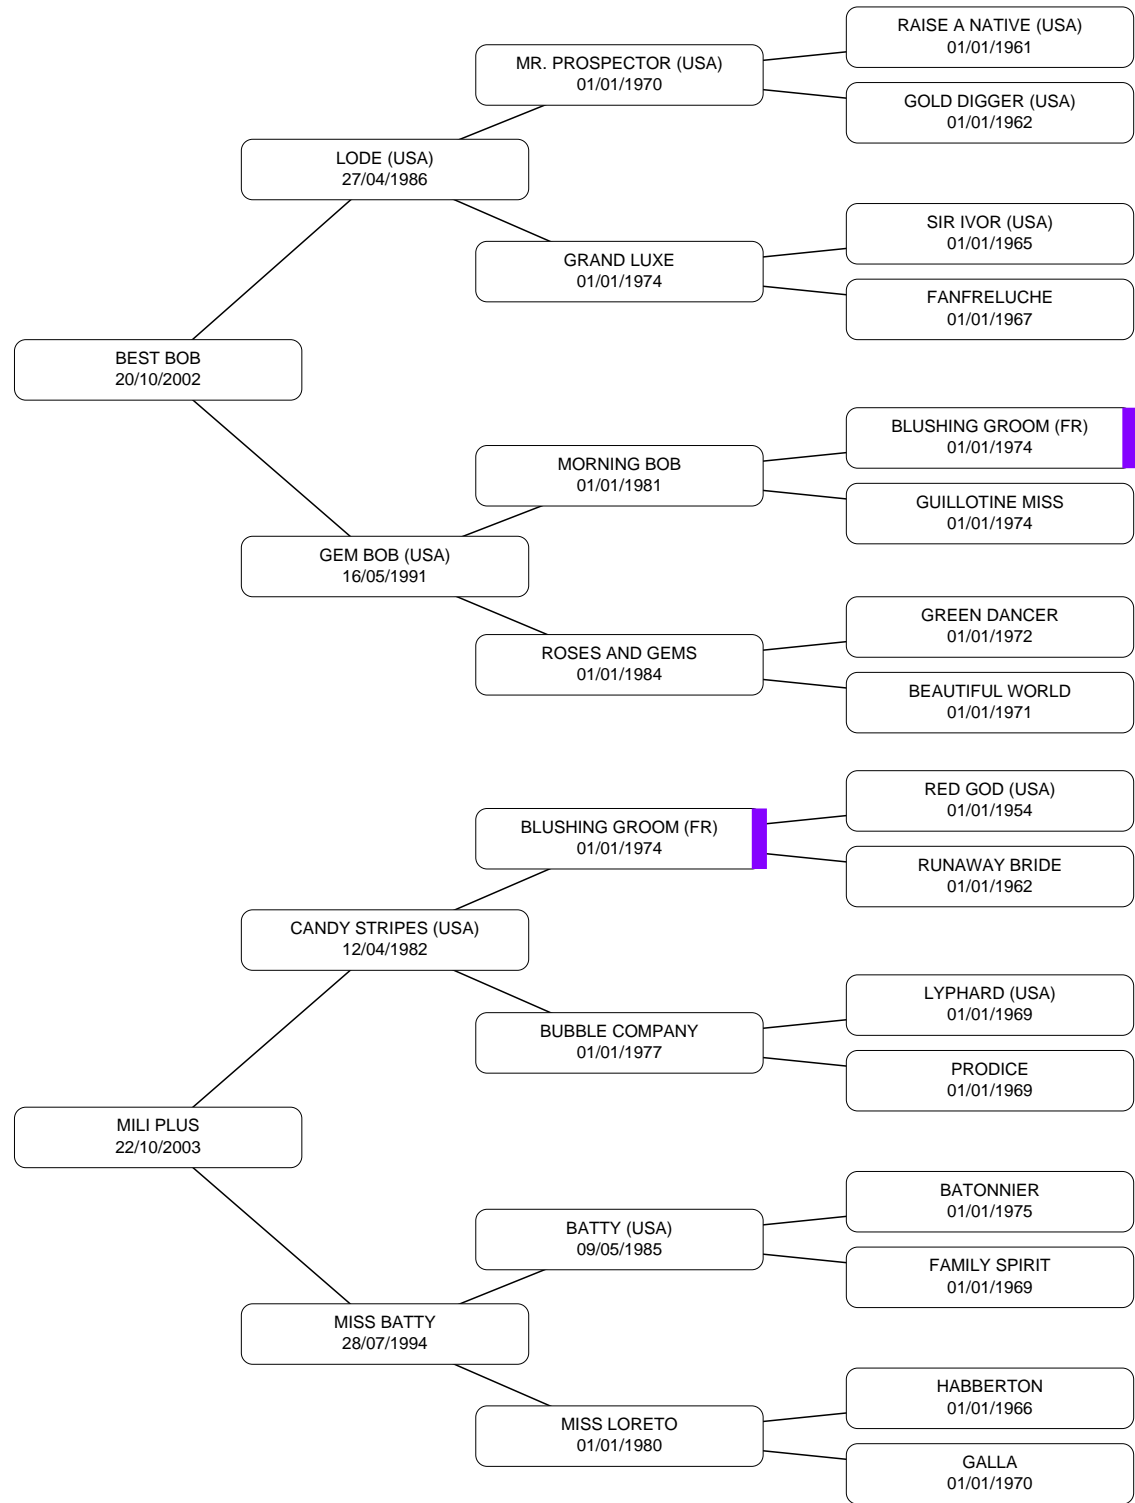 RAISE A NATIVE (USA)
01/01/1961
MR. PROSPECTOR (USA)
01/01/1970
GOLD DIGGER (USA)
01/01/1962
LODE (USA)
27/04/1986
SIR IVOR (USA)
01/01/1965
GRAND LUXE
01/01/1974
FANFRELUCHE
01/01/1967
BEST BOB
20/10/2002
BLUSHING GROOM (FR)
01/01/1974
MORNING BOB
01/01/1981
GUILLOTINE MISS
01/01/1974
GEM BOB (USA)
16/05/1991
GREEN DANCER
01/01/1972
ROSES AND GEMS
01/01/1984
BEAUTIFUL WORLD
01/01/1971
RED GOD (USA)
01/01/1954
BLUSHING GROOM (FR)
01/01/1974
RUNAWAY BRIDE
01/01/1962
CANDY STRIPES (USA)
12/04/1982
LYPHARD (USA)
01/01/1969
BUBBLE COMPANY
01/01/1977
PRODICE
01/01/1969
MILI PLUS
22/10/2003
BATONNIER
01/01/1975
BATTY (USA)
09/05/1985
FAMILY SPIRIT
01/01/1969
MISS BATTY
28/07/1994
HABBERTON
01/01/1966
MISS LORETO
01/01/1980
GALLA
01/01/1970